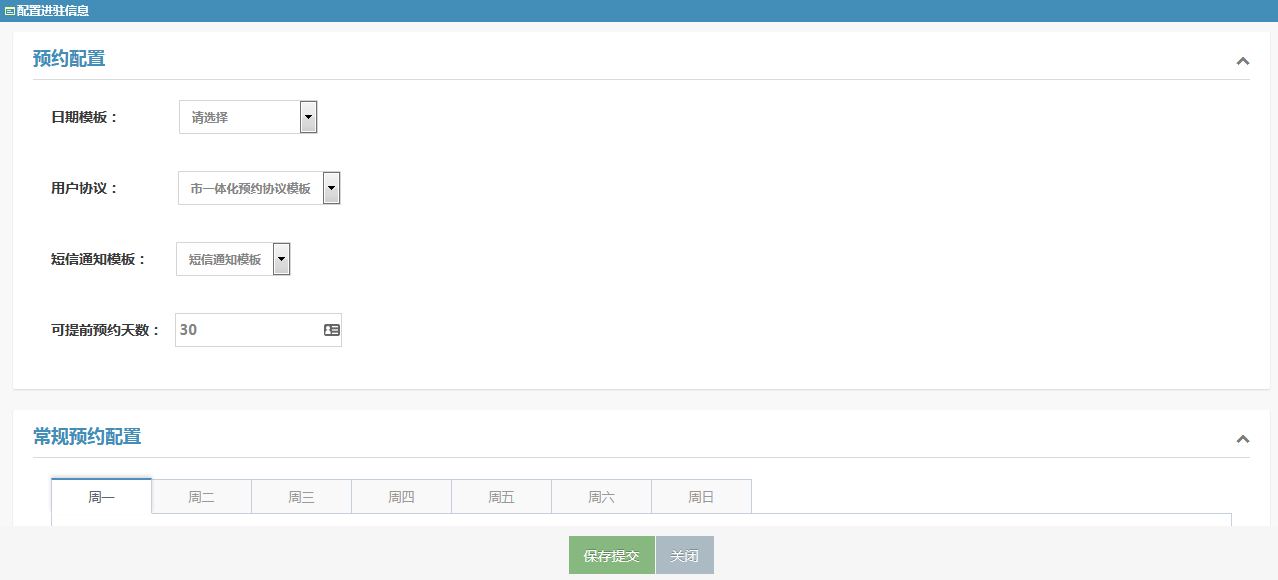 配置进驻信息
预约配置
日期模板：
请选择
用户协议：
市一体化预约协议模板
短信通知模板：
短信通知模板
可提前预约天数：
30
常规预约配置
周一 周二 周三 周四 周五 周六 周日
保存提交 关闭